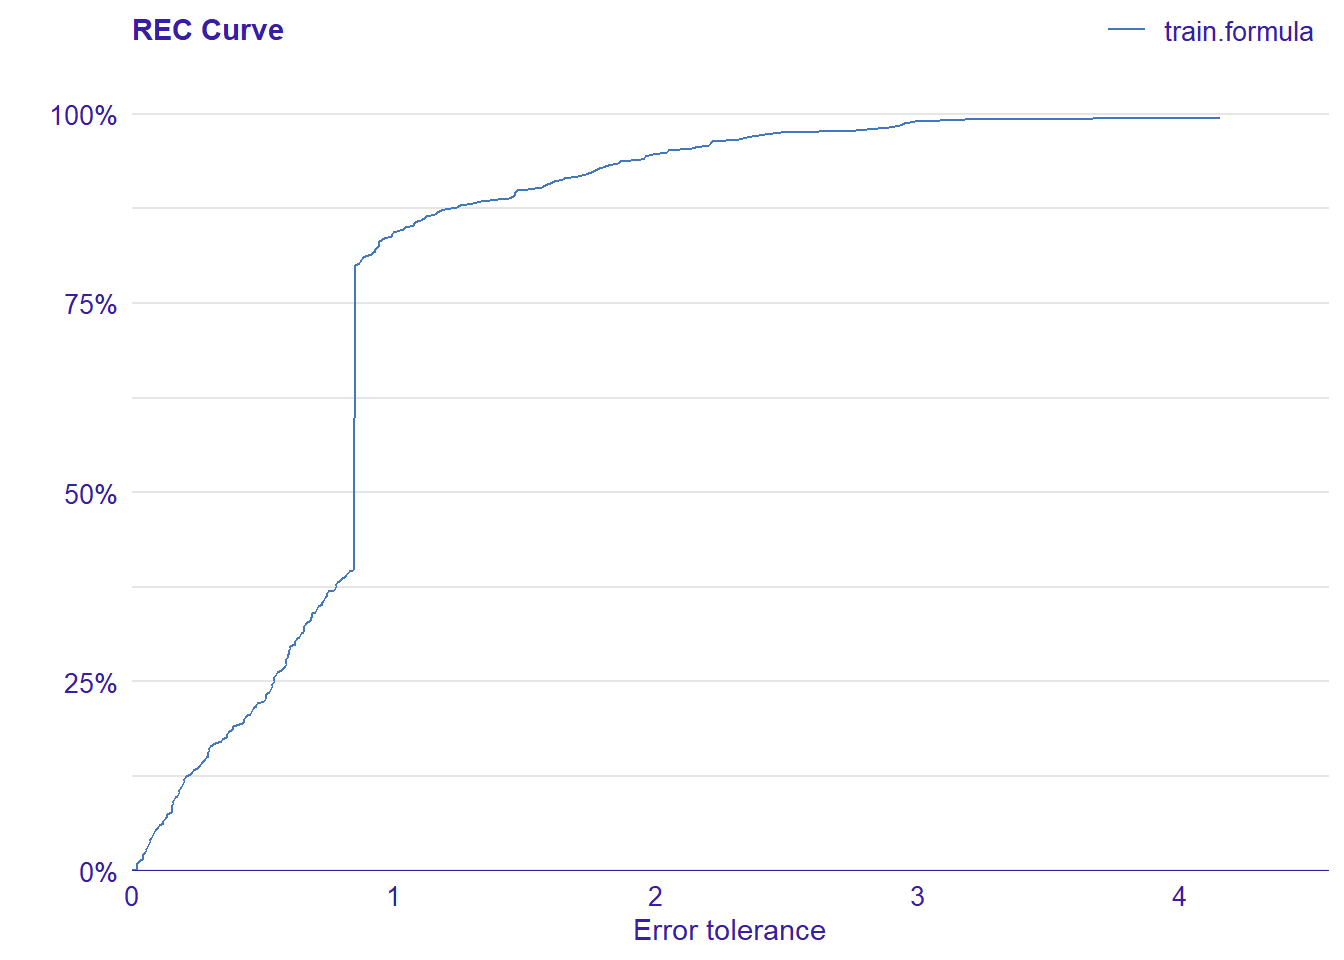 REC Curve
train.formula
100%
75%
50%
25%
0%
0 1 2 3 4
Error tolerance